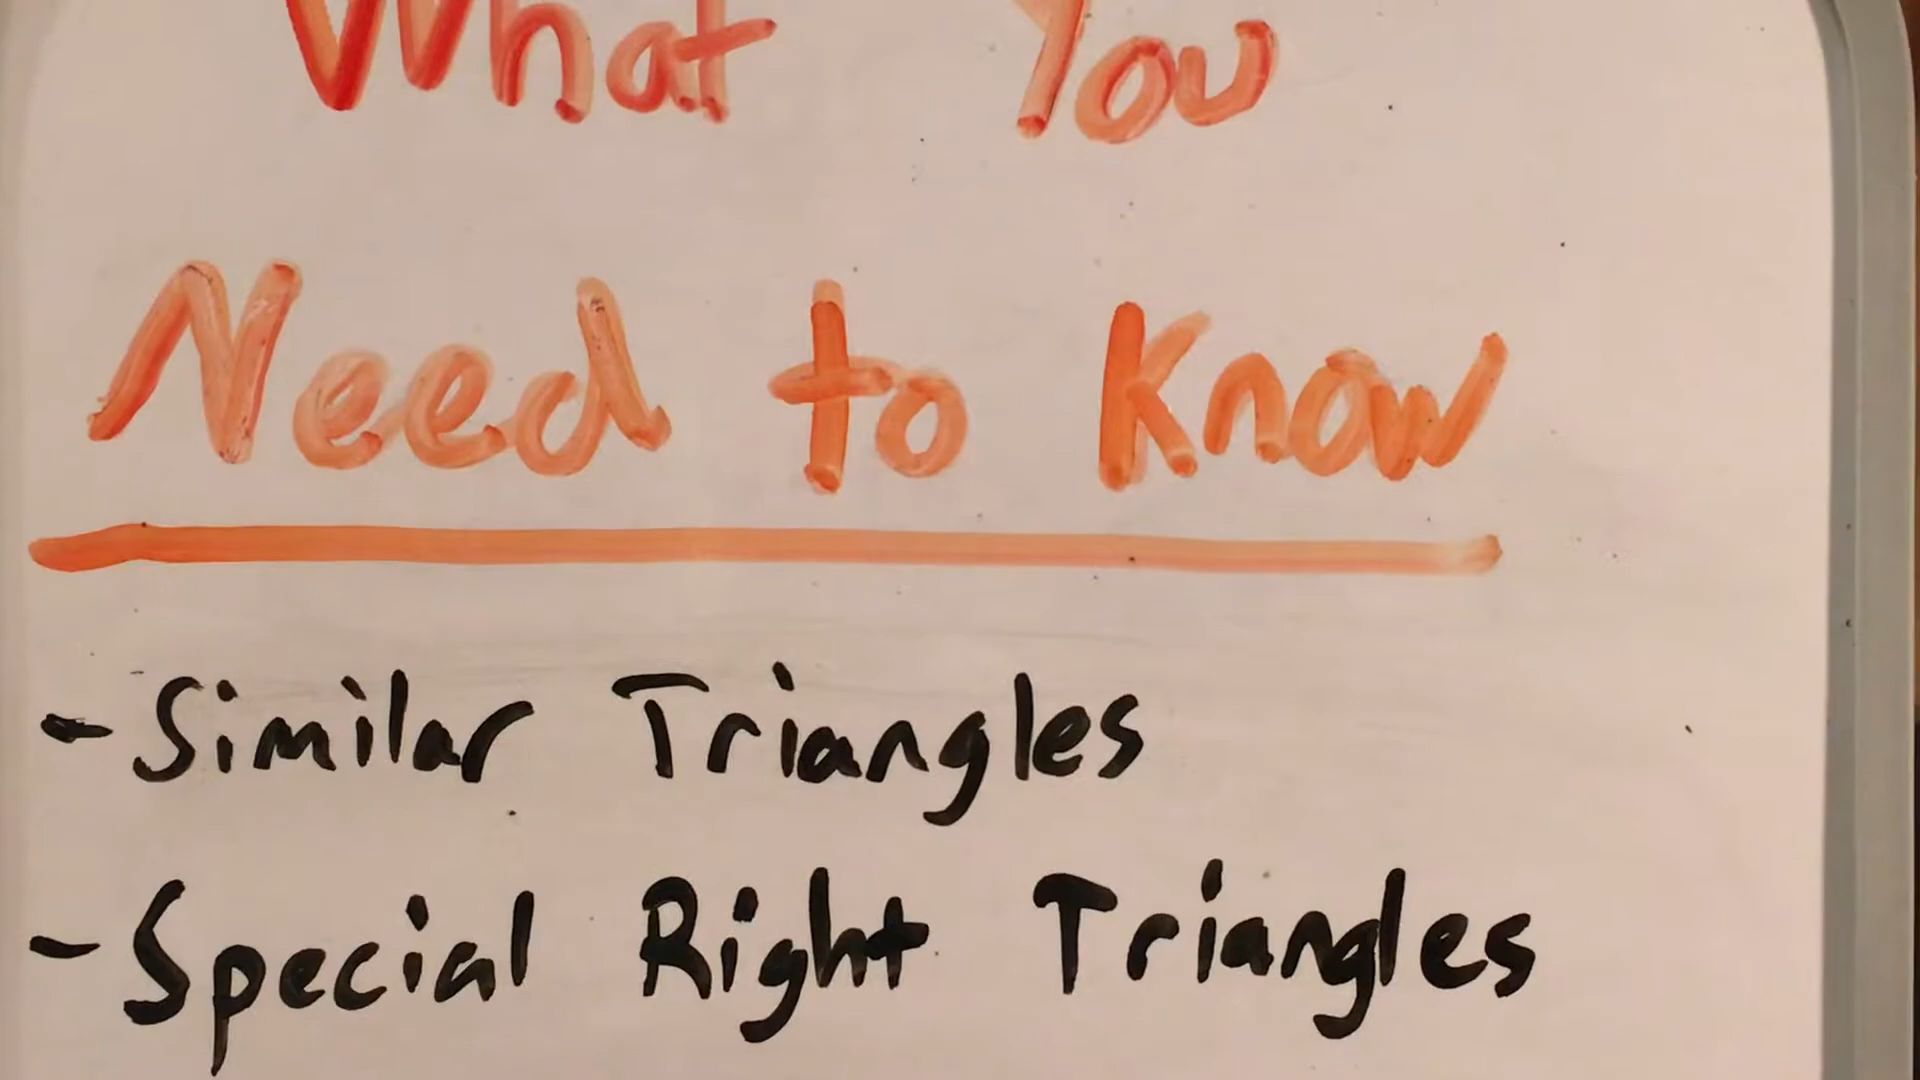 What You
Need to Know
- Similar Triangles
- Special Right Triangles